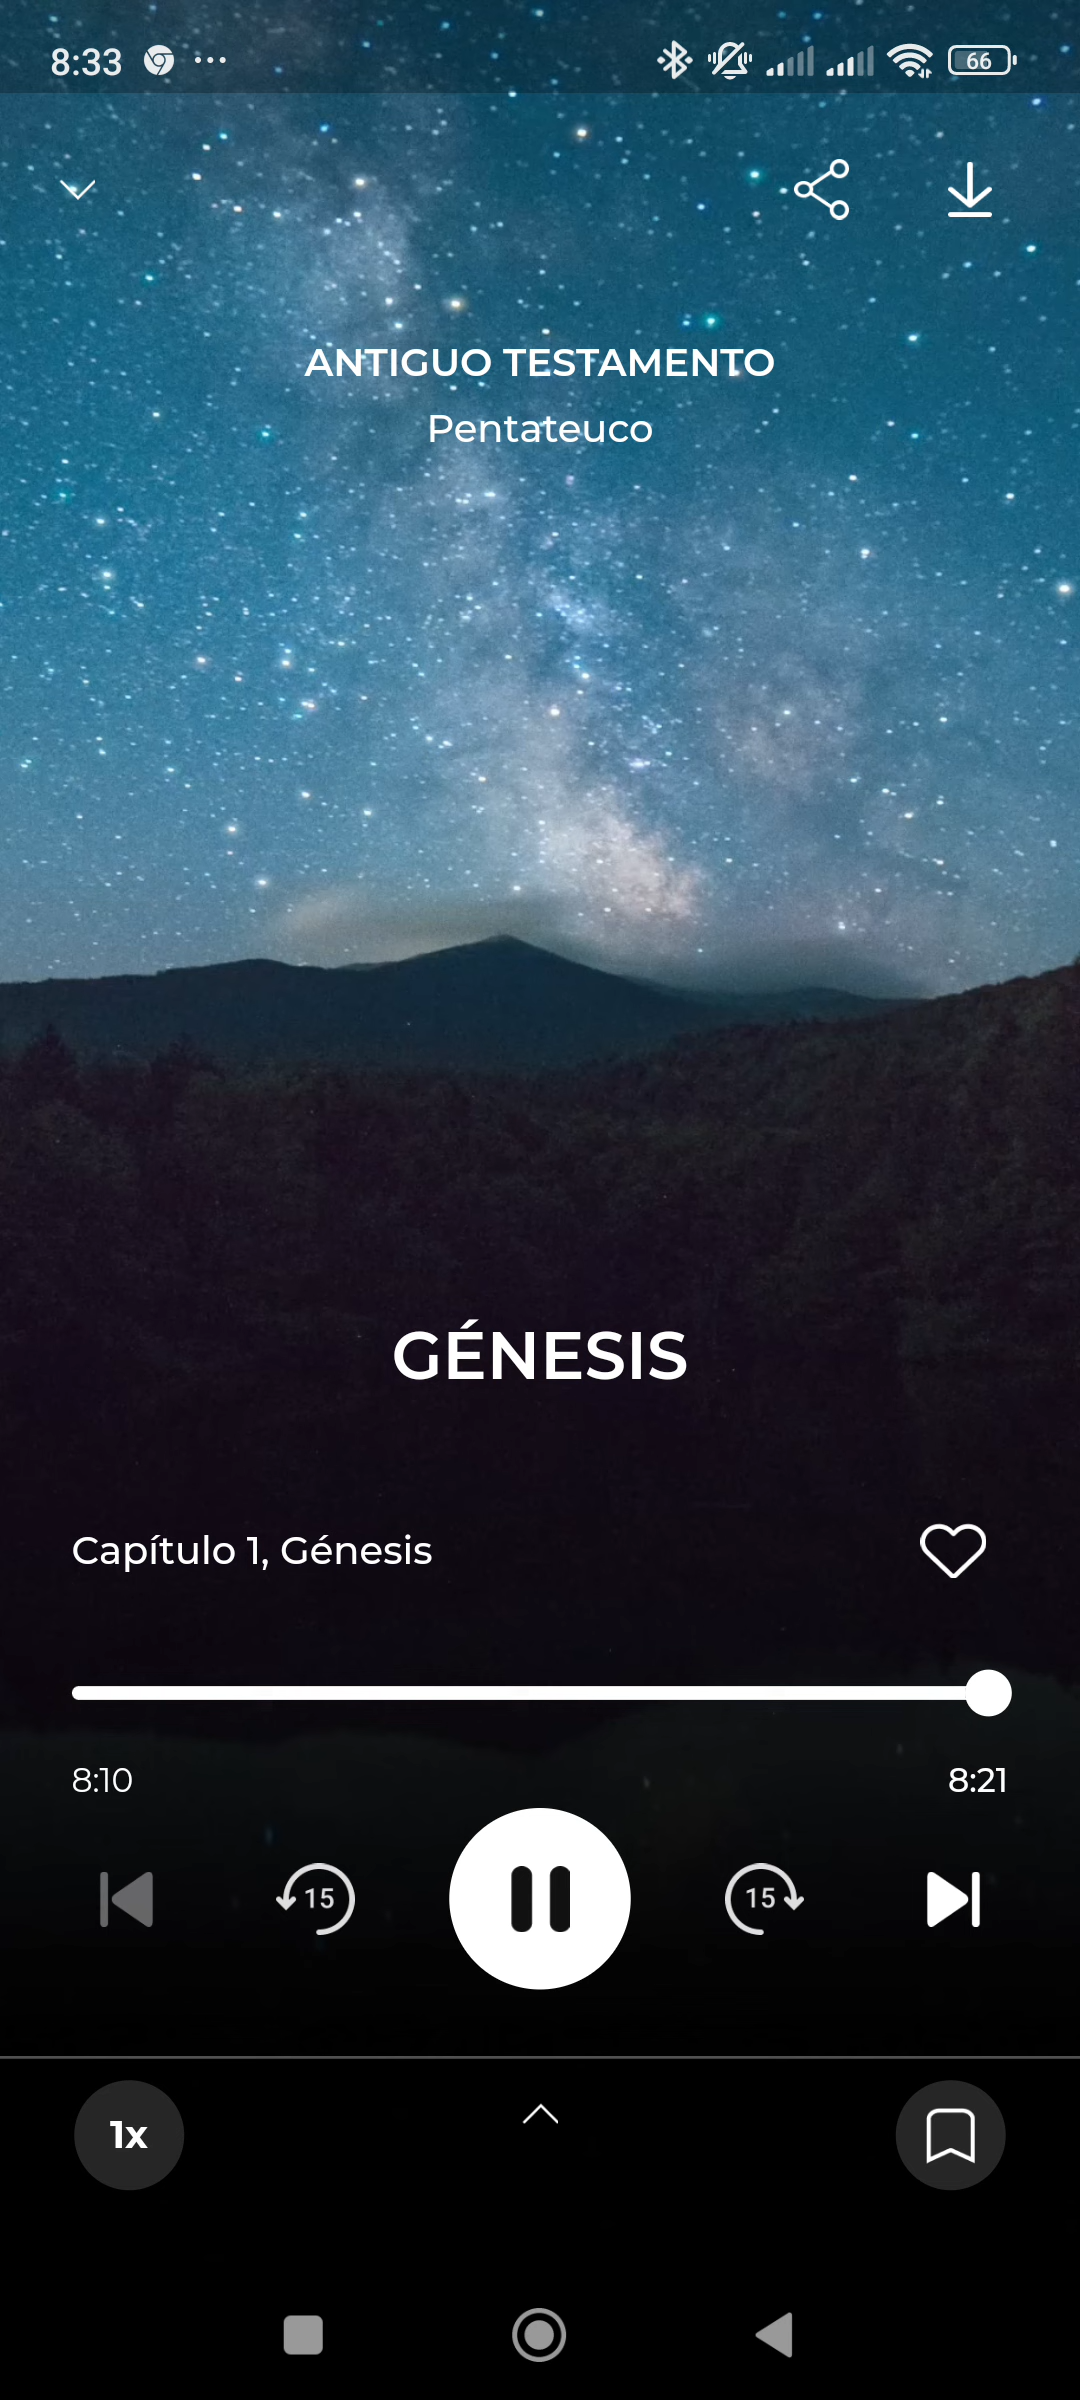 8:33
66
ANTIGUO TESTAMENTO
Pentateuco
GÉNESIS
Capítulo 1, Génesis
8:10
8:21
15
15
1x